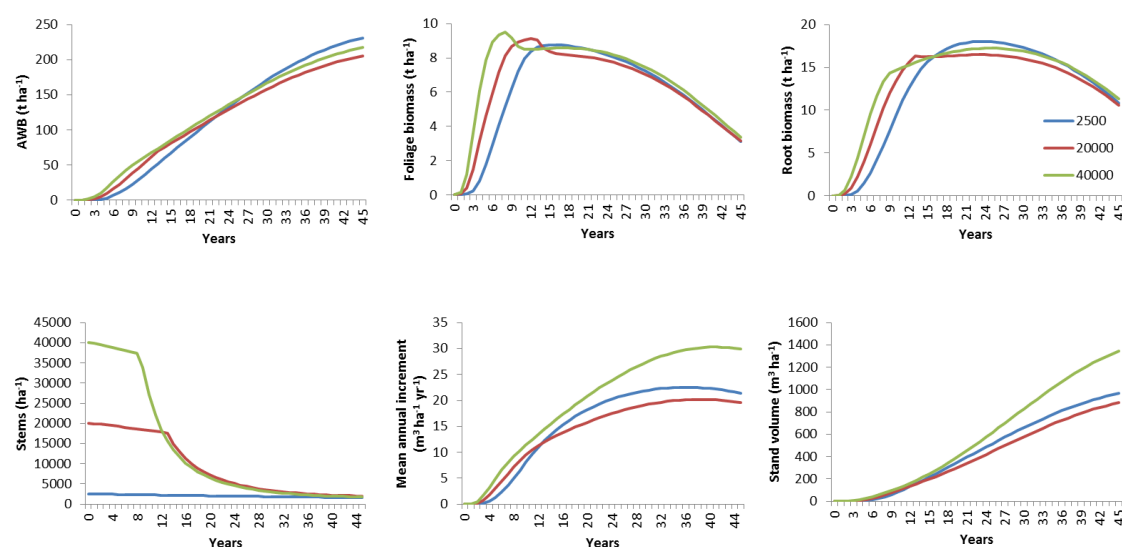 AWB (t ha⁻¹)
250
200
150
100
50
0
0 3 6 9 12 15 18 21 24 27 30 33 36 39 42 45
Years
Foliage biomass (t ha⁻¹)
10
8
6
4
2
0
0 3 6 9 12 15 18 21 24 27 30 33 36 39 42 45
Years
Root biomass (t ha⁻¹)
20
15
10
5
0
0 3 6 9 12 15 18 21 24 27 30 33 36 39 42 45
Years
2500
20000
40000
Stems (ha⁻¹)
45000
40000
35000
30000
25000
20000
15000
10000
5000
0
0 4 8 12 16 20 24 28 32 36 40 44
Years
Mean annual increment
(m³ ha⁻¹ yr⁻¹)
35
30
25
20
15
10
5
0
0 4 8 12 16 20 24 28 32 36 40 44
Years
Stand volume (m³ ha⁻¹)
1600
1400
1200
1000
800
600
400
200
0
0 3 6 9 12 15 18 21 24 27 30 33 36 39 42 45
Years